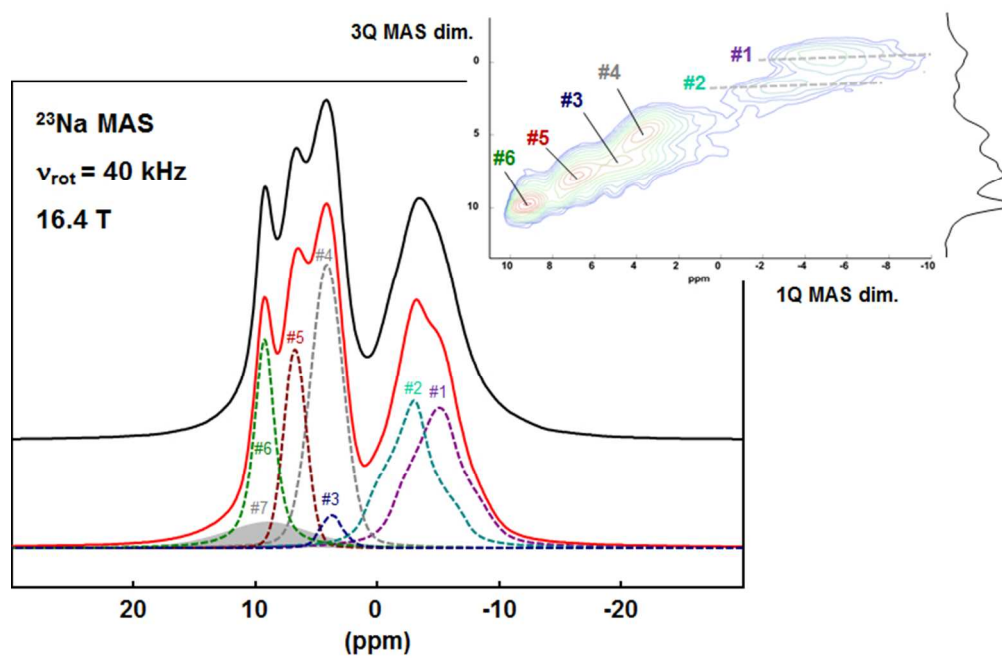 3Q MAS dim.
#1
#2
#3
#4
#5
#6
0
5
10
10 8 6 4 2 0 -2 -4 -6 -8 -10
ppm
1Q MAS dim.
²³Na MAS
νrot = 40 kHz
16.4 T
#4
#5
#2
#1
#6
#7
#3
20 10 0 -10 -20
(ppm)